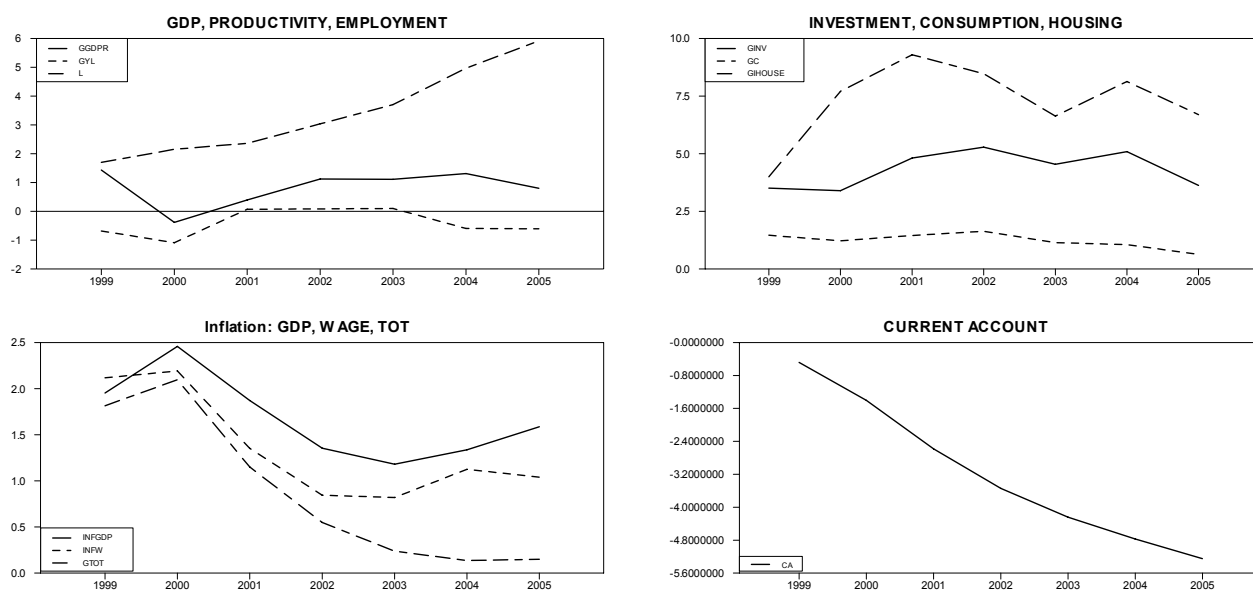 GDP, PRODUCTIVITY, EMPLOYMENT
6
5
4
3
2
1
0
-1
-2
GGDPR
GYL
L
1999 2000 2001 2002 2003 2004 2005
INVESTMENT, CONSUMPTION, HOUSING
10.0
7.5
5.0
2.5
0.0
GINV
GC
GIHOUSE
1999 2000 2001 2002 2003 2004 2005
Inflation: GDP, WAGE, TOT
2.5
2.0
1.5
1.0
0.5
0.0
INFGDP
INFW
GTOT
1999 2000 2001 2002 2003 2004 2005
CURRENT ACCOUNT
-0.0000000
-0.8000000
-1.6000000
-2.4000000
-3.2000000
-4.0000000
-4.8000000
-5.6000000
CA
1999 2000 2001 2002 2003 2004 2005